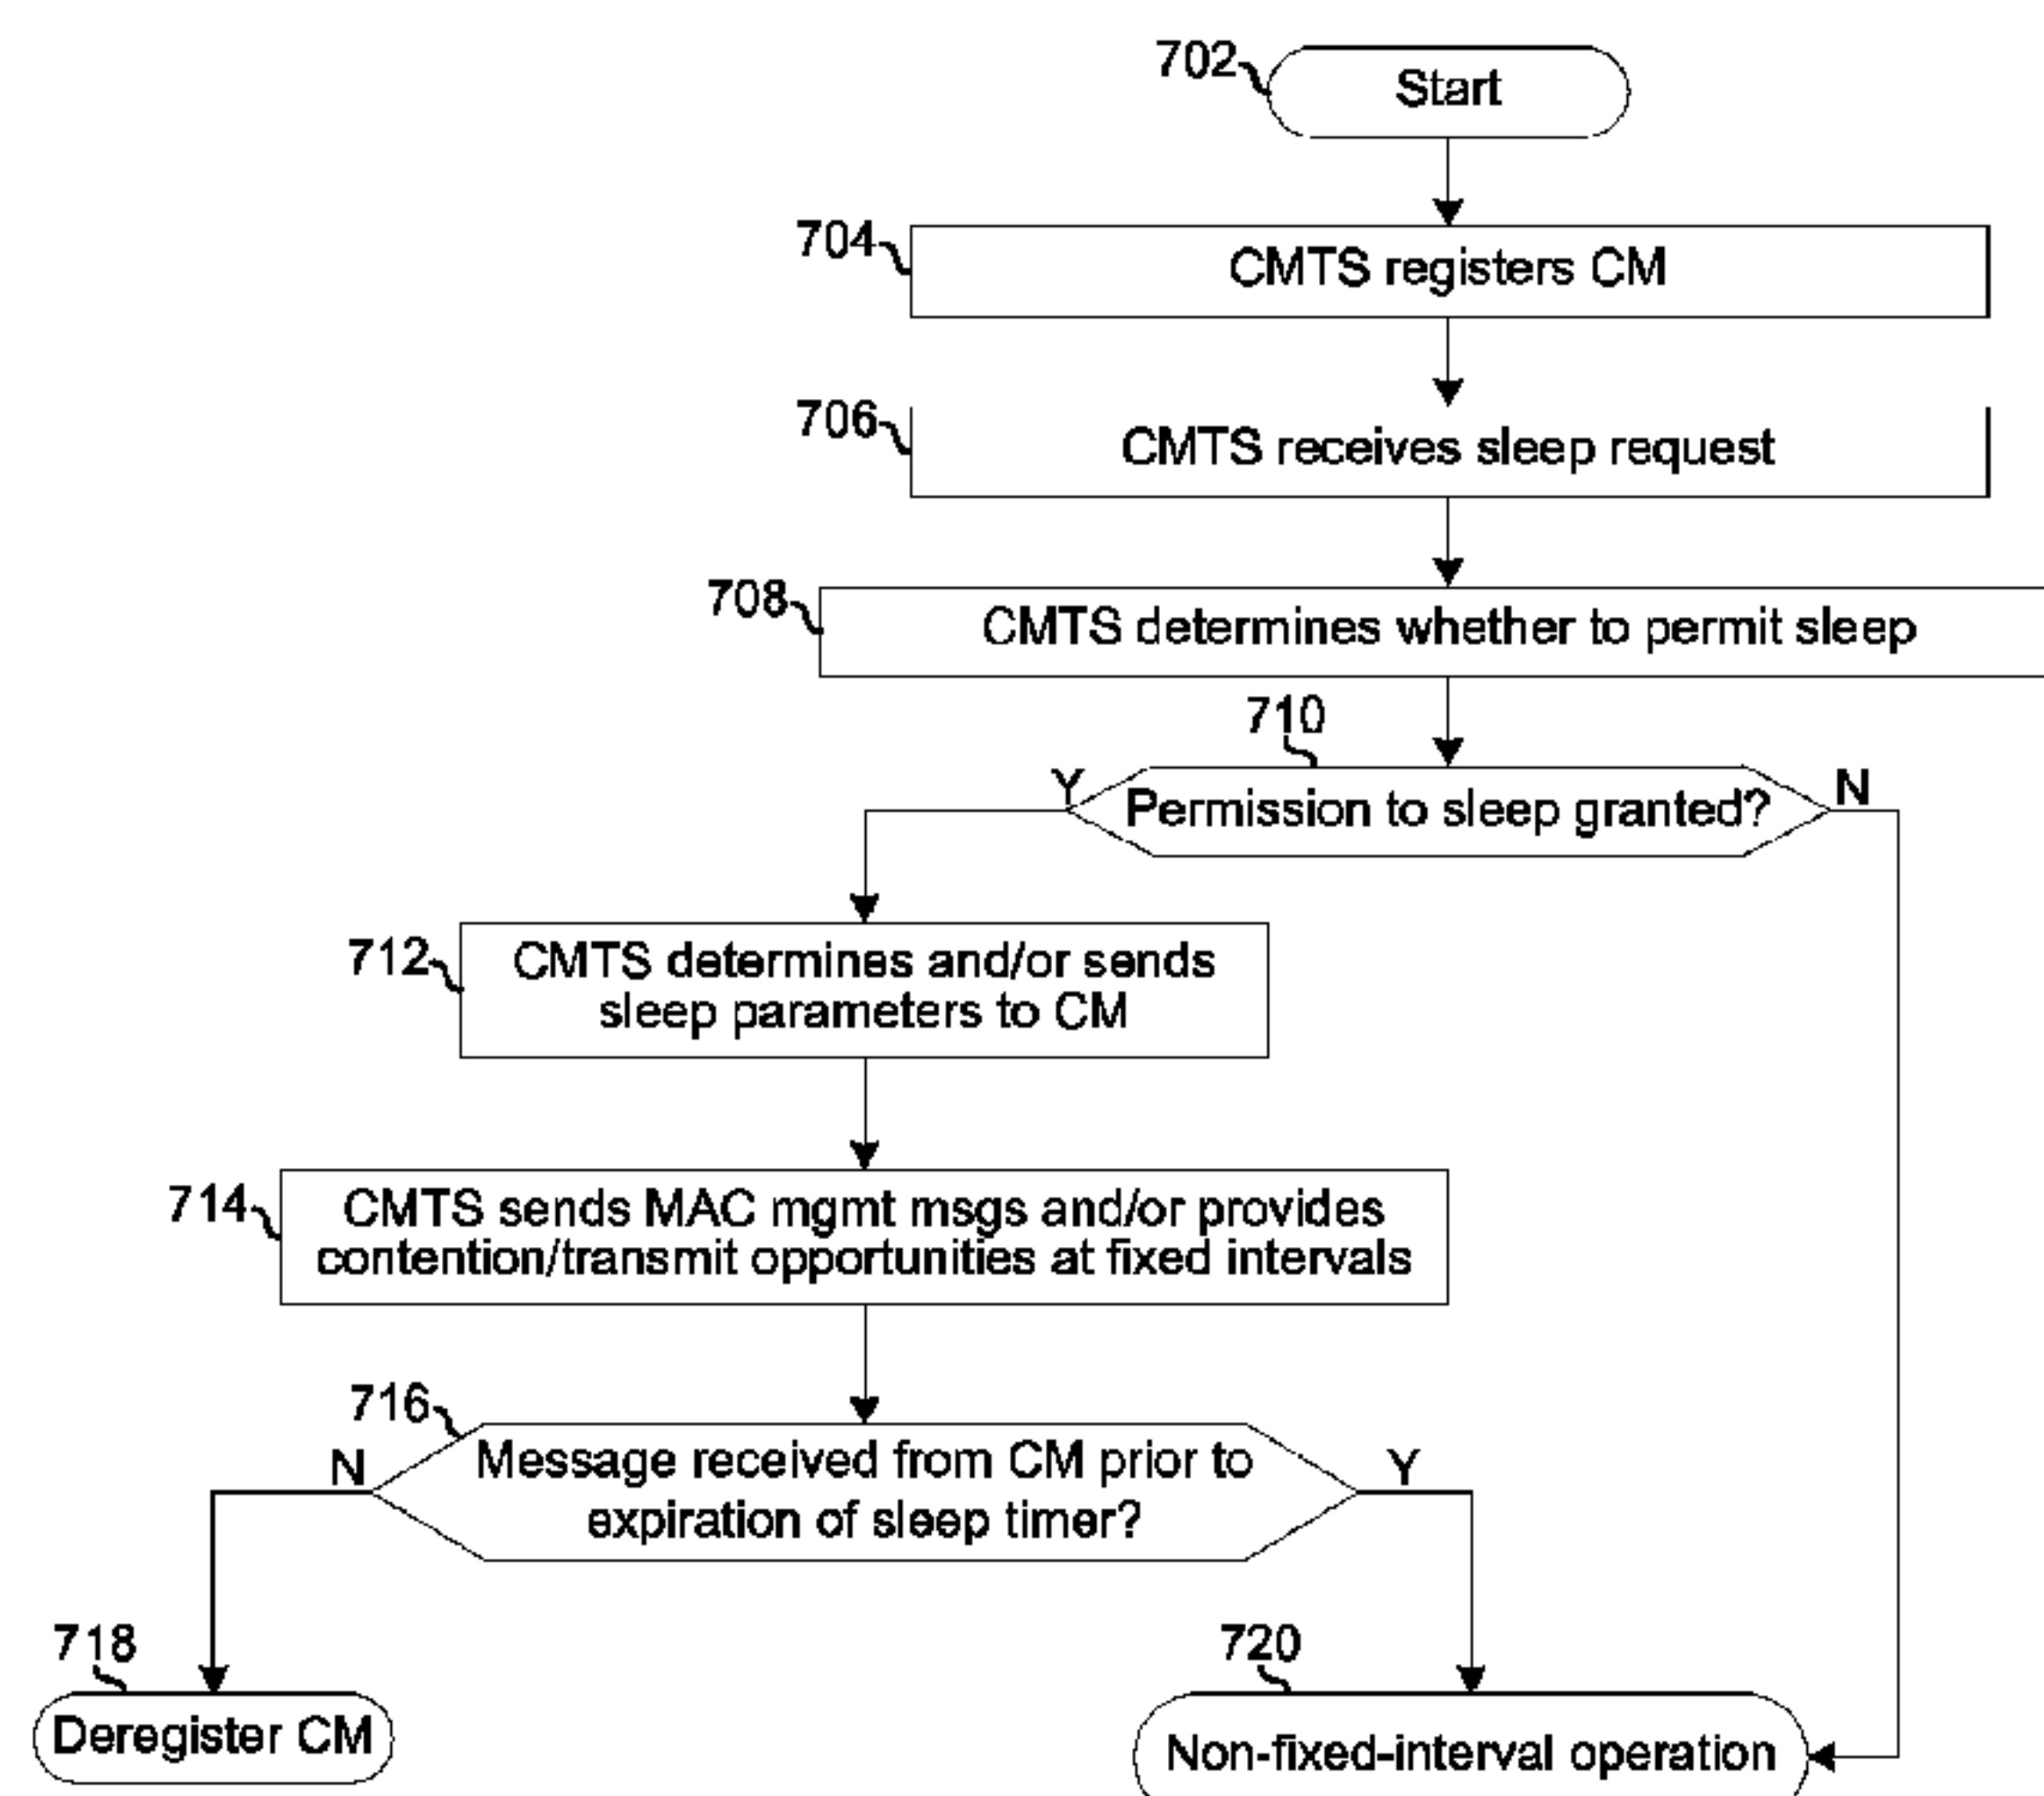 702
Start
704
CMTS registers CM
706
CMTS receives sleep request
708
CMTS determines whether to permit sleep
710
Y
Permission to sleep granted?
N
712
CMTS determines and/or sends
sleep parameters to CM
714
CMTS sends MAC mgmt msgs and/or provides
contention/transmit opportunities at fixed intervals
716
N
Message received from CM prior to
expiration of sleep timer?
Y
718
Deregister CM
720
Non-fixed-interval operation